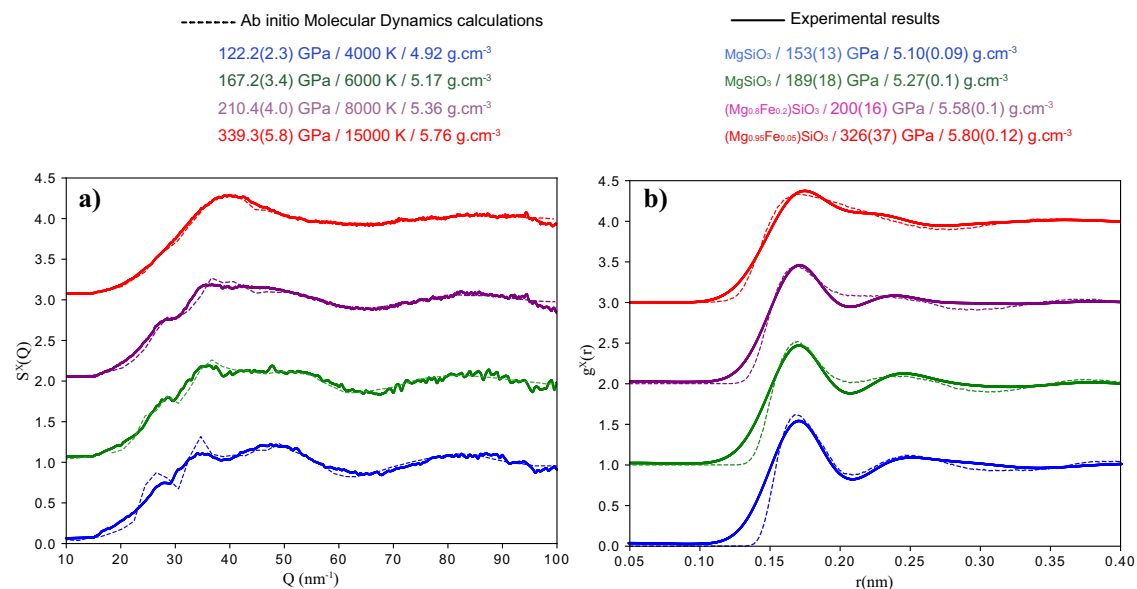 Ab initio Molecular Dynamics calculations
122.2(2.3) GPa / 4000 K / 4.92 g.cm⁻³
167.2(3.4) GPa / 6000 K / 5.17 g.cm⁻³
210.4(4.0) GPa / 8000 K / 5.36 g.cm⁻³
339.3(5.8) GPa / 15000 K / 5.76 g.cm⁻³
Experimental results
MgSiO₃ / 153(13) GPa / 5.10(0.09) g.cm⁻³
MgSiO₃ / 189(18) GPa / 5.27(0.1) g.cm⁻³
(Mg₀.₈Fe₀.₂)SiO₃ / 200(16) GPa / 5.58(0.1) g.cm⁻³
(Mg₀.₉₅Fe₀.₀₅)SiO₃ / 326(37) GPa / 5.80(0.12) g.cm⁻³
a)
Sˣ(Q)
4.5
4.0
3.5
3.0
2.5
2.0
1.5
1.0
0.5
0.0
10 20 30 40 50 60 70 80 90 100
Q (nm⁻¹)
b)
gˣ(r)
4.5
4.0
3.5
3.0
2.5
2.0
1.5
1.0
0.5
0.0
0.05 0.10 0.15 0.20 0.25 0.30 0.35 0.40
r(nm)